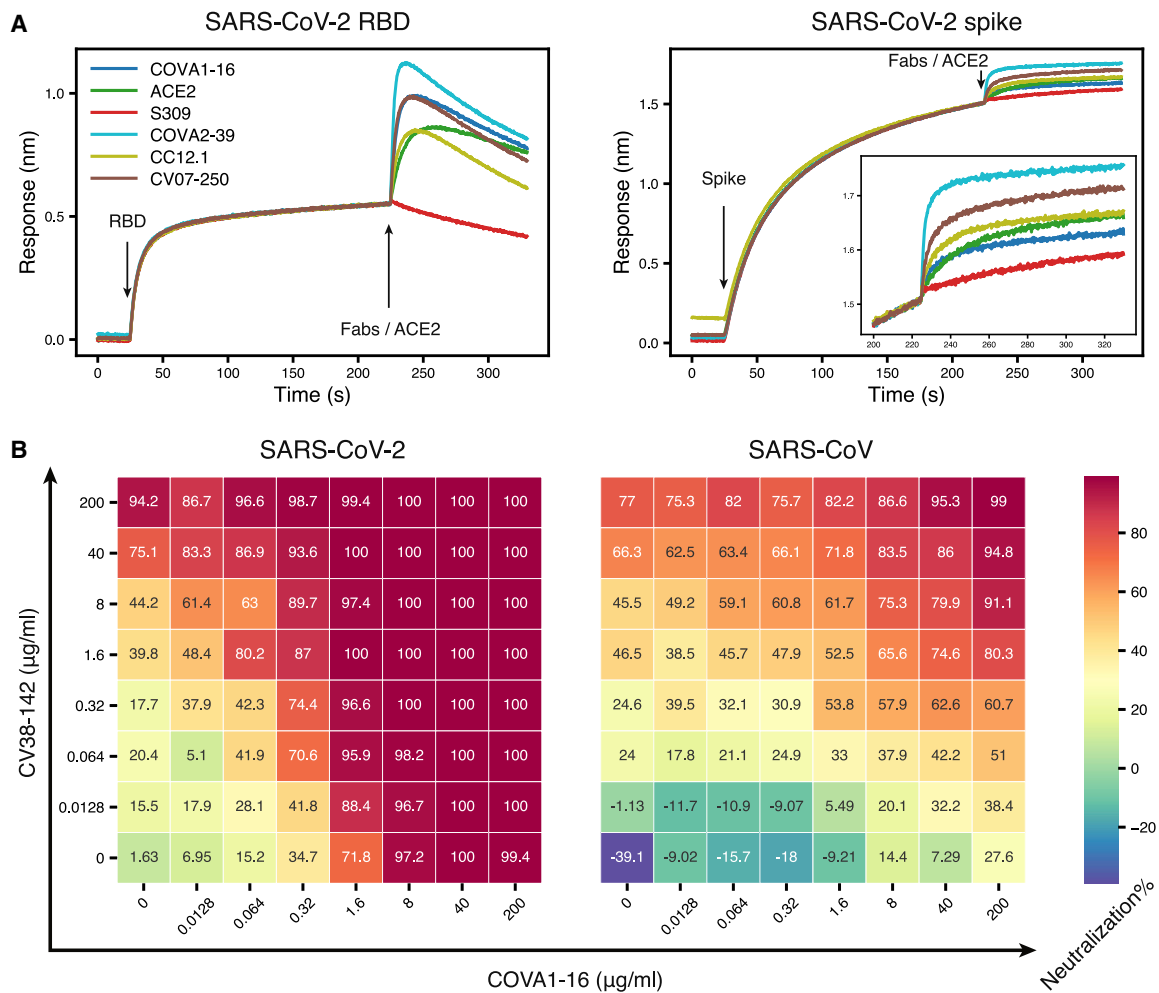 A
SARS-CoV-2 RBD
SARS-CoV-2 spike
COVA1-16
ACE2
S309
COVA2-39
CC12.1
CV07-250
RBD
Fabs / ACE2
Response (nm)
0.0
0.5
1.0
0 50 100 150 200 250 300
Time (s)
Fabs / ACE2
Spike
Response (nm)
0.0
0.5
1.0
1.5
0 50 100 150 200 250 300
Time (s)
1.7
1.6
1.5
200 220 240 260 280 300 320
B
SARS-CoV-2
SARS-CoV
CV38-142 (µg/ml)
200 94.2 86.7 96.6 98.7 99.4 100 100 100
40 75.1 83.3 86.9 93.6 100 100 100 100
8 44.2 61.4 63 89.7 97.4 100 100 100
1.6 39.8 48.4 80.2 87 100 100 100 100
0.32 17.7 37.9 42.3 74.4 96.6 100 100 100
0.064 20.4 5.1 41.9 70.6 95.9 98.2 100 100
0.0128 15.5 17.9 28.1 41.8 88.4 96.7 100 100
0 1.63 6.95 15.2 34.7 71.8 97.2 100 99.4
0 0.0128 0.064 0.32 1.6 8 40 200
77 75.3 82 75.7 82.2 86.6 95.3 99
66.3 62.5 63.4 66.1 71.8 83.5 86 94.8
45.5 49.2 59.1 60.8 61.7 75.3 79.9 91.1
46.5 38.5 45.7 47.9 52.5 65.6 74.6 80.3
24.6 39.5 32.1 30.9 53.8 57.9 62.6 60.7
24 17.8 21.1 24.9 33 37.9 42.2 51
-1.13 -11.7 -10.9 -9.07 5.49 20.1 32.2 38.4
-39.1 -9.02 -15.7 -18 -9.21 14.4 7.29 27.6
0 0.0128 0.064 0.32 1.6 8 40 200
COVA1-16 (µg/ml)
80
60
40
20
0
−20
Neutralization%